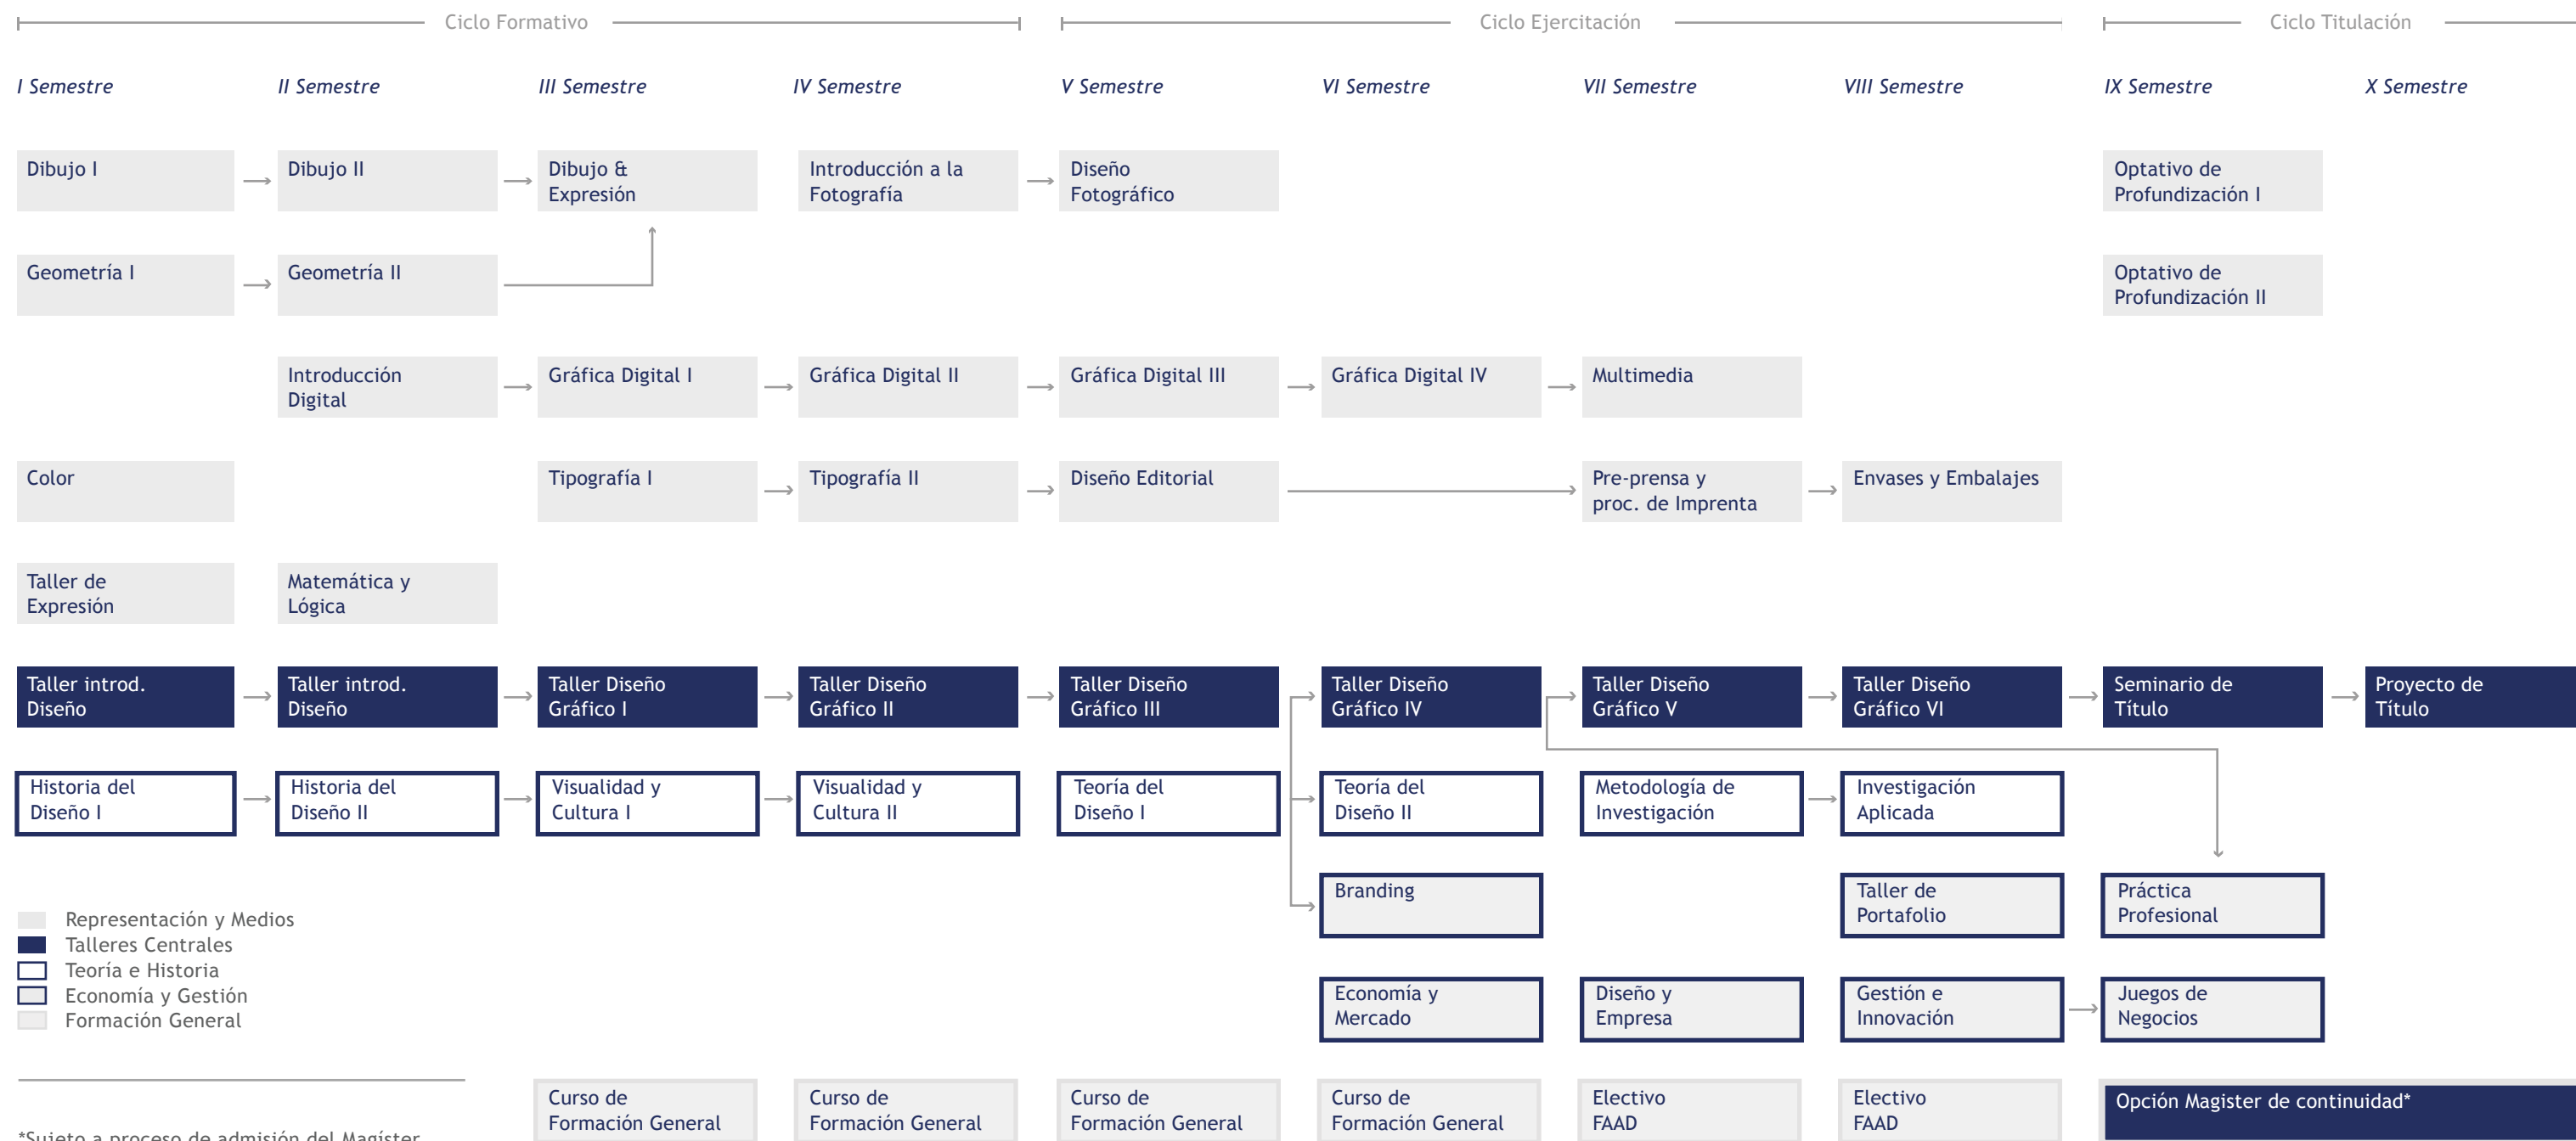 Ciclo Formativo
Ciclo Ejercitación
Ciclo Titulación
I Semestre
II Semestre
III Semestre
IV Semestre
V Semestre
VI Semestre
VII Semestre
VIII Semestre
IX Semestre
X Semestre
Dibujo I
Dibujo II
Dibujo &
Expresión
Introducción a la
Fotografía
Diseño
Fotográfico
Optativo de
Profundización I
Geometría I
Geometría II
Optativo de
Profundización II
Introducción
Digital
Gráfica Digital I
Gráfica Digital II
Gráfica Digital III
Gráfica Digital IV
Multimedia
Color
Tipografía I
Tipografía II
Diseño Editorial
Pre-prensa y
proc. de Imprenta
Envases y Embalajes
Taller de
Expresión
Matemática y
Lógica
Taller introd.
Diseño
Taller introd.
Diseño
Taller Diseño
Gráfico I
Taller Diseño
Gráfico II
Taller Diseño
Gráfico III
Taller Diseño
Gráfico IV
Taller Diseño
Gráfico V
Taller Diseño
Gráfico VI
Seminario de
Título
Proyecto de
Título
Historia del
Diseño I
Historia del
Diseño II
Visualidad y
Cultura I
Visualidad y
Cultura II
Teoría del
Diseño I
Teoría del
Diseño II
Metodología de
Investigación
Investigación
Aplicada
Branding
Taller de
Portafolio
Práctica
Profesional
Representación y Medios
Talleres Centrales
Teoría e Historia
Economía y Gestión
Formación General
Economía y
Mercado
Diseño y
Empresa
Gestión e
Innovación
Juegos de
Negocios
Curso de
Formación General
Curso de
Formación General
Curso de
Formación General
Curso de
Formación General
Electivo
FAAD
Electivo
FAAD
Opción Magister de continuidad*
*Sujeto a proceso de admisión del Magíster